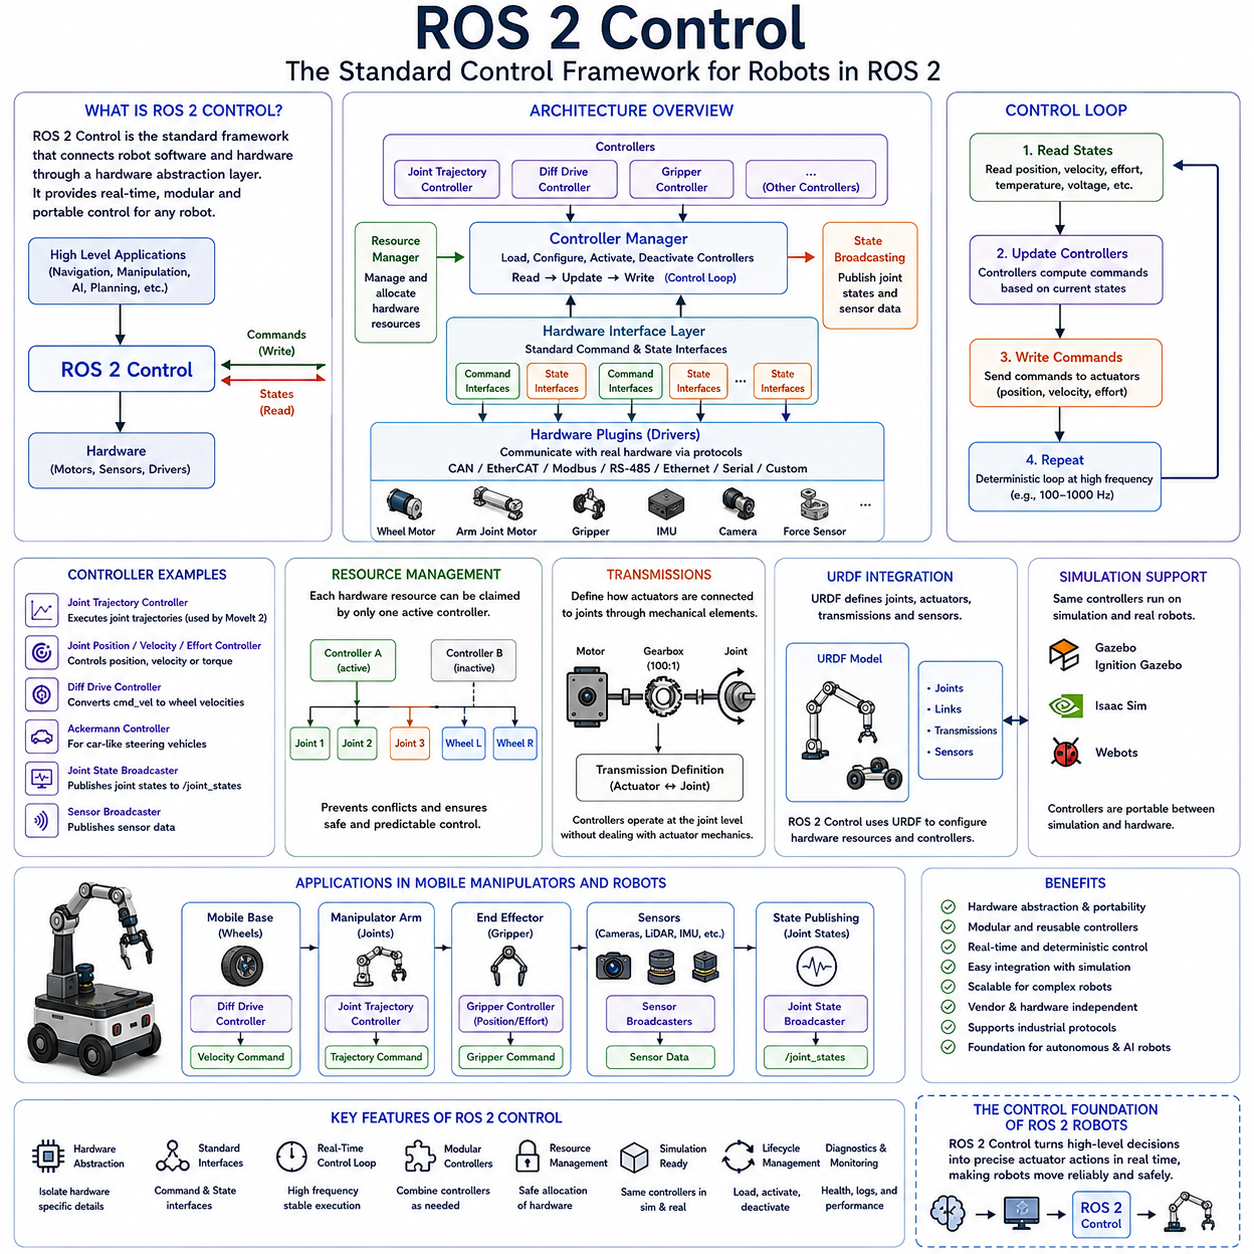 ROS 2 Control
The Standard Control Framework for Robots in ROS 2
WHAT IS ROS 2 CONTROL?
ROS 2 Control is the standard framework
that connects robot software and hardware
through a hardware abstraction layer.
It provides real-time, modular and
portable control for any robot.
High Level Applications
(Navigation, Manipulation,
AI, Planning, etc.)
ROS 2 Control
Commands
(Write)
States
(Read)
Hardware
(Motors, Sensors, Drivers)
ARCHITECTURE OVERVIEW
Controllers
Joint Trajectory
Controller
Diff Drive
Controller
Gripper
Controller
...
(Other Controllers)
Resource
Manager
Manage and
allocate
hardware
resources
Controller Manager
Load, Configure, Activate, Deactivate Controllers
Read → Update → Write (Control Loop)
State
Broadcasting
Publish joint
states and
sensor data
Hardware Interface Layer
Standard Command & State Interfaces
Command
Interfaces
State
Interfaces
Command
Interfaces
State
Interfaces
...
State
Interfaces
Hardware Plugins (Drivers)
Communicate with real hardware via protocols
CAN / EtherCAT / Modbus / RS-485 / Ethernet / Serial / Custom
Wheel Motor
Arm Joint Motor
Gripper
IMU
Camera
Force Sensor
...
CONTROL LOOP
1. Read States
Read position, velocity, effort,
temperature, voltage, etc.
2. Update Controllers
Controllers compute commands
based on current states
3. Write Commands
Send commands to actuators
(position, velocity, effort)
4. Repeat
Deterministic loop at high frequency
(e.g., 100–1000 Hz)
CONTROLLER EXAMPLES
Joint Trajectory Controller
Executes joint trajectories (used by MoveIt 2)
Joint Position / Velocity / Effort Controller
Controls position, velocity or torque
Diff Drive Controller
Converts cmd_vel to wheel velocities
Ackermann Controller
For car-like steering vehicles
Joint State Broadcaster
Publishes joint states to /joint_states
Sensor Broadcaster
Publishes sensor data
RESOURCE MANAGEMENT
Each hardware resource can be claimed
by only one active controller.
Controller A
(active)
Controller B
(inactive)
Joint 1
Joint 2
Joint 3
Wheel L
Wheel R
Prevents conflicts and ensures
safe and predictable control.
TRANSMISSIONS
Define how actuators are connected
to joints through mechanical elements.
Motor
Gearbox
(100:1)
Joint
Transmission Definition
(Actuator ↔ Joint)
Controllers operate at the joint level
without dealing with actuator mechanics.
URDF INTEGRATION
URDF defines joints, actuators,
transmissions and sensors.
URDF Model
• Joints
• Links
• Transmissions
• Sensors
ROS 2 Control uses URDF to configure
hardware resources and controllers.
SIMULATION SUPPORT
Same controllers run on
simulation and real robots.
Gazebo
Ignition Gazebo
Isaac Sim
Webots
Controllers are portable between
simulation and hardware.
APPLICATIONS IN MOBILE MANIPULATORS AND ROBOTS
Mobile Base
(Wheels)
Diff Drive
Controller
Velocity Command
Manipulator Arm
(Joints)
Joint Trajectory
Controller
Trajectory Command
End Effector
(Gripper)
Gripper Controller
(Position/Effort)
Gripper Command
Sensors
(Cameras, LiDAR, IMU, etc.)
Sensor
Broadcasters
Sensor Data
State Publishing
(Joint States)
Joint State
Broadcaster
/joint_states
BENEFITS
Hardware abstraction & portability
Modular and reusable controllers
Real-time and deterministic control
Easy integration with simulation
Scalable for complex robots
Vendor & hardware independent
Supports industrial protocols
Foundation for autonomous & AI robots
KEY FEATURES OF ROS 2 CONTROL
Hardware
Abstraction
Isolate hardware
specific details
Standard
Interfaces
Command & State
interfaces
Real-Time
Control Loop
High frequency
stable execution
Modular
Controllers
Combine controllers
as needed
Resource
Management
Safe allocation
of hardware
Simulation
Ready
Same controllers in
sim & real
Lifecycle
Management
Load, activate,
deactivate
Diagnostics &
Monitoring
Health, logs, and
performance
THE CONTROL FOUNDATION
OF ROS 2 ROBOTS
ROS 2 Control turns high-level decisions
into precise actuator actions in real time,
making robots move reliably and safely.
ROS 2
Control